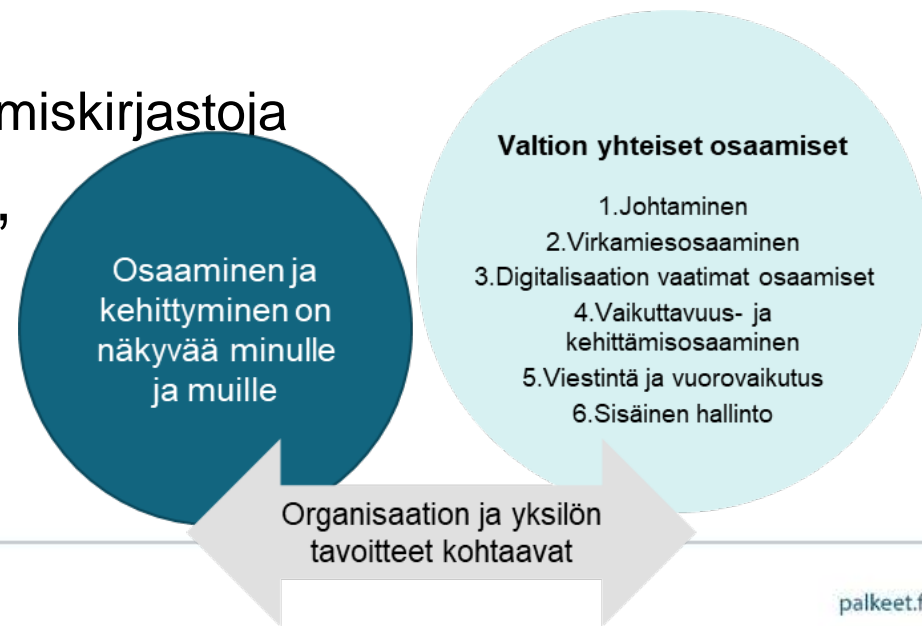 miskirjastoja
,
Osaaminen ja
kehittyminen on
näkyvää minulle
ja muille
Valtion yhteiset osaamiset
1.Johtaminen
2.Virkamiesosaaminen
3.Digitalisaation vaatimat osaamiset
4.Vaikuttavuus- ja
kehittämisosaaminen
5.Viestintä ja vuorovaikutus
6.Sisäinen hallinto
Organisaation ja yksilön
tavoitteet kohtaavat
palkeet.f